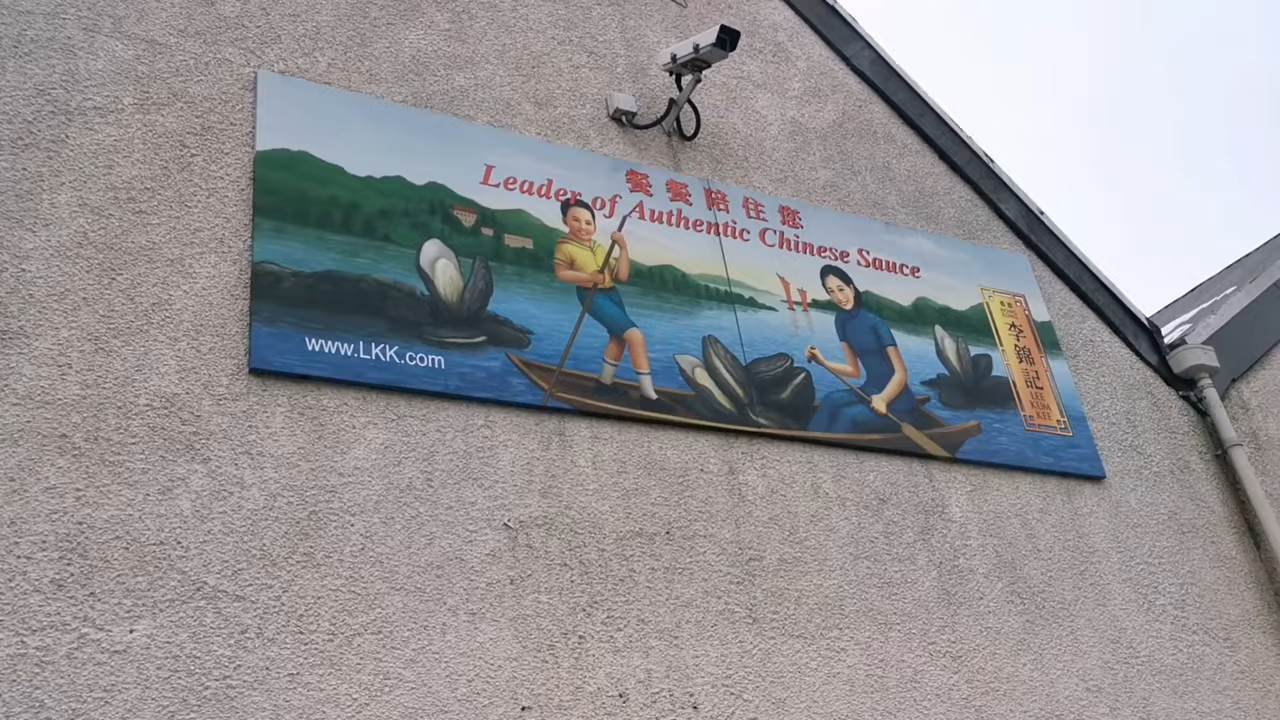 餐餐陪住您
Leader of Authentic Chinese Sauce
www.LKK.com
李錦記
LEE
KUM
KEE